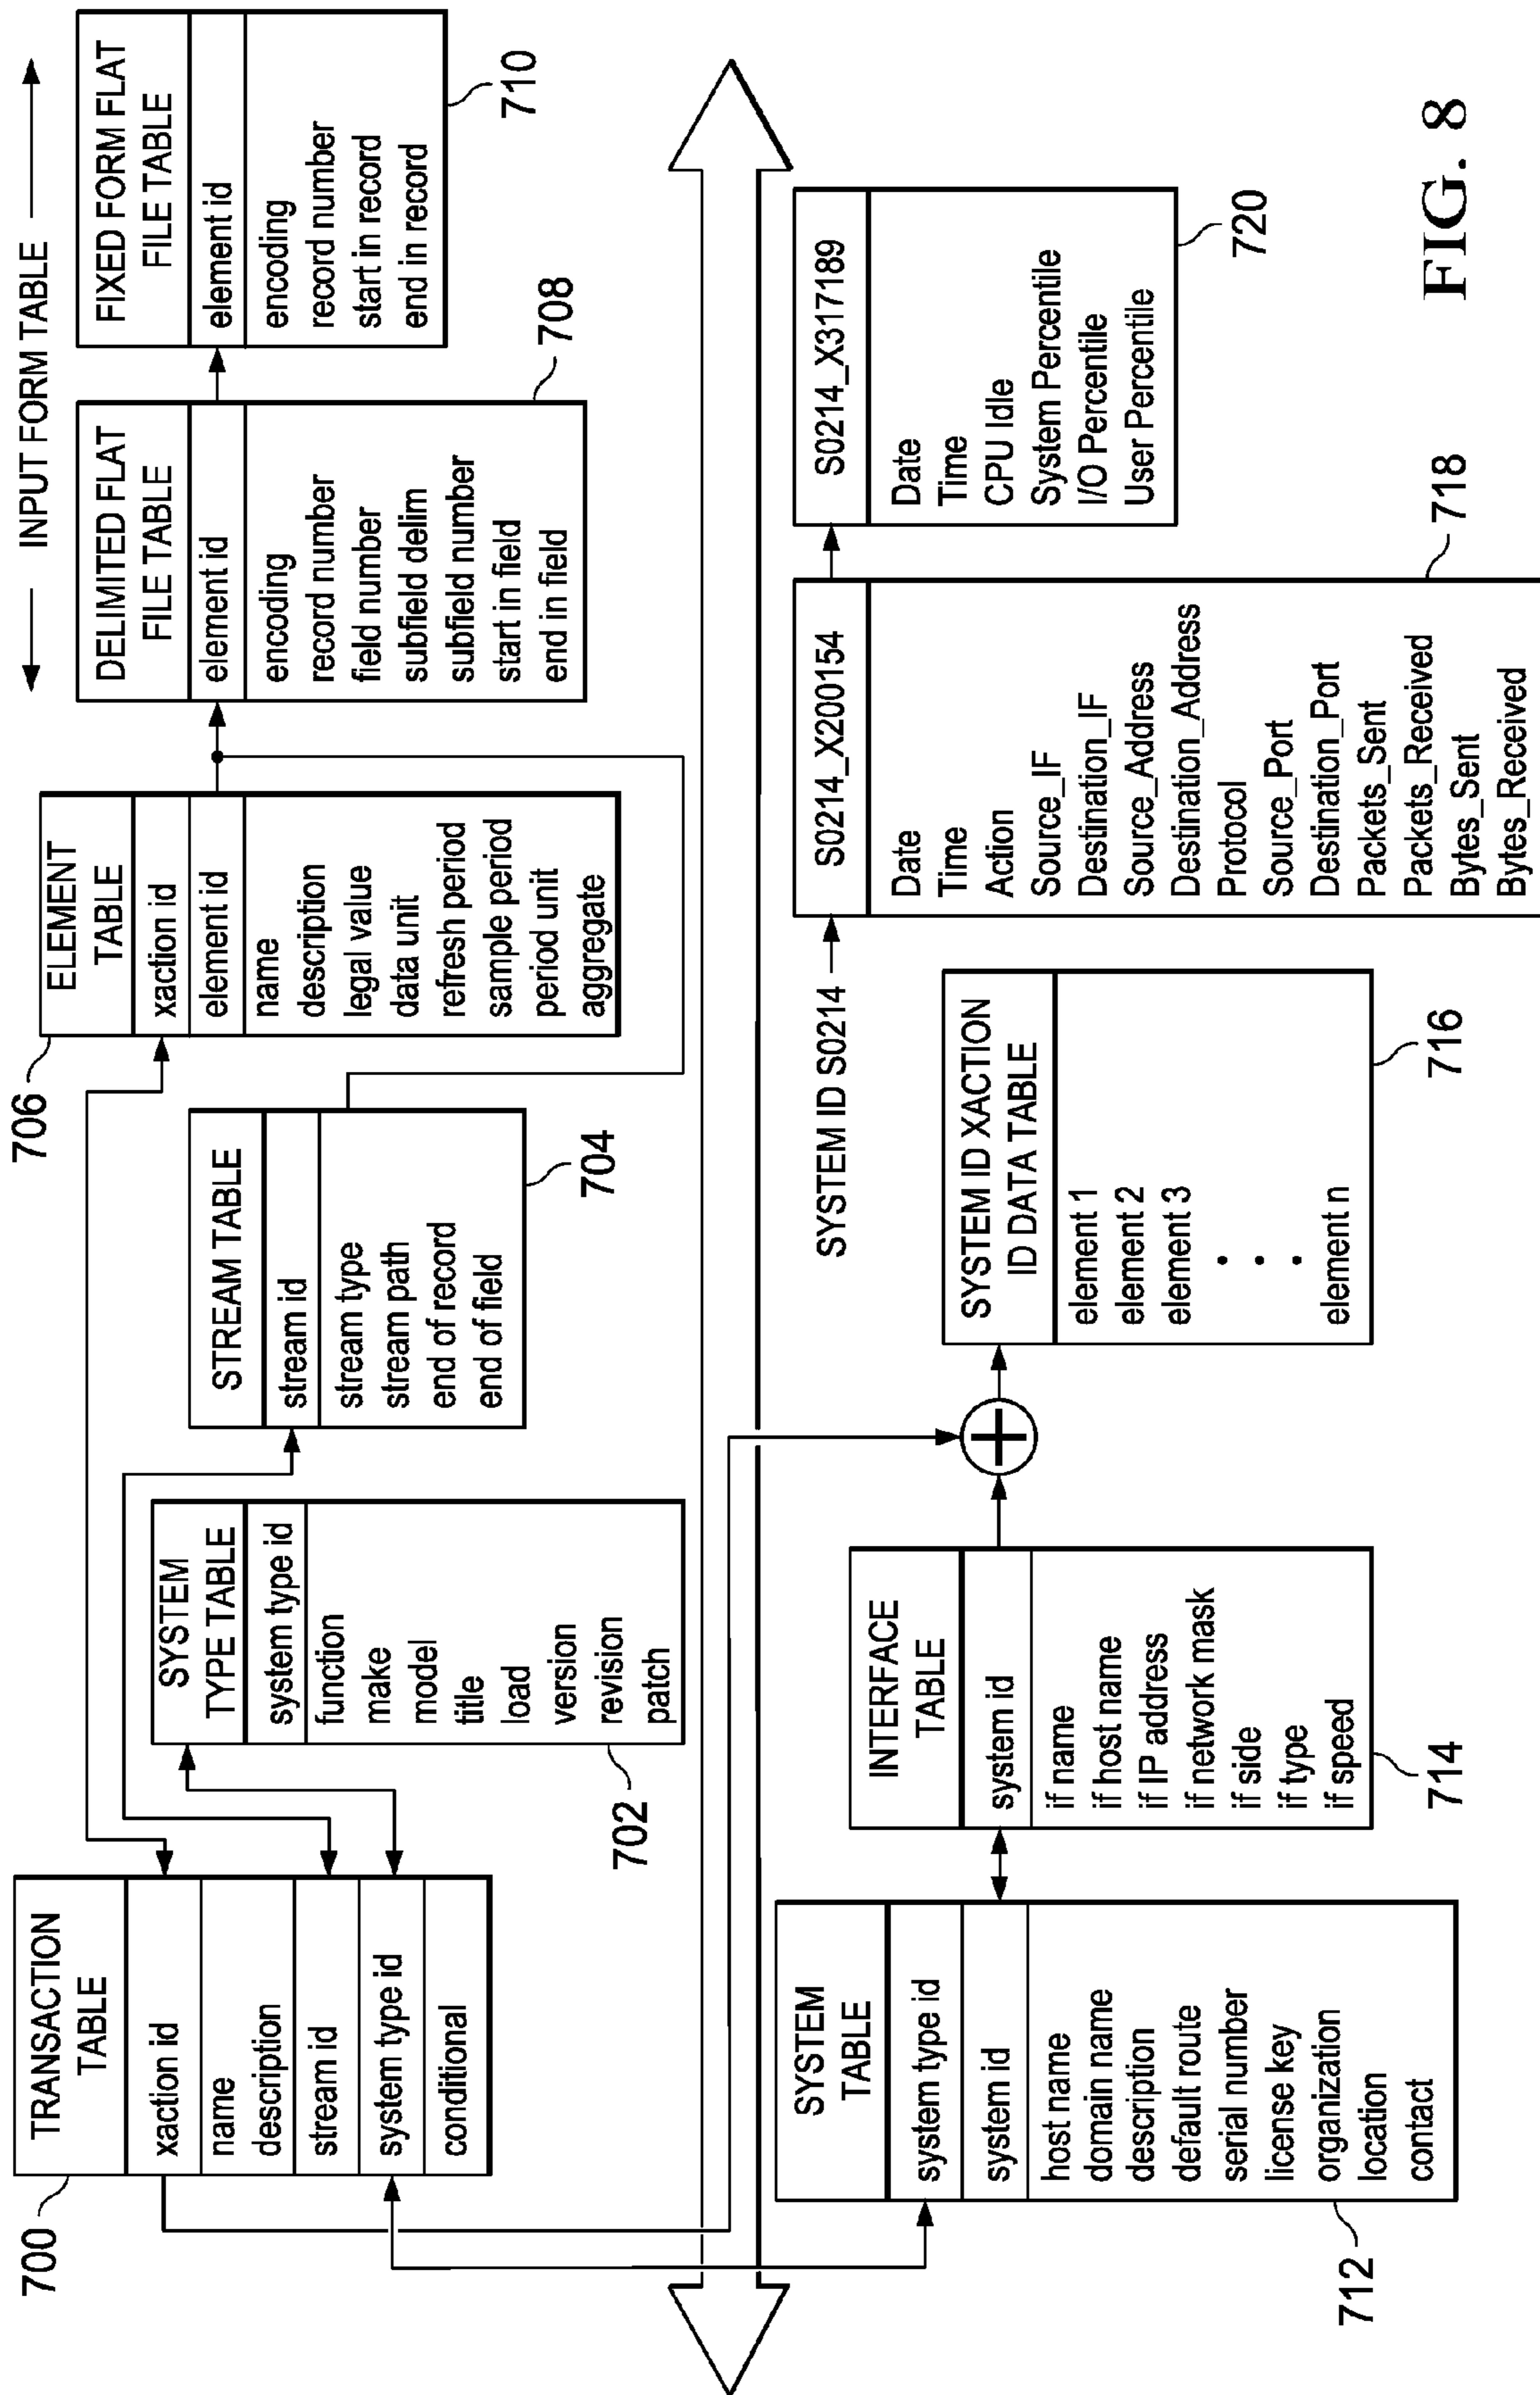 INPUT FORM TABLE
700
TRANSACTION
TABLE
xaction id
name
description
stream id
system type id
conditional
SYSTEM
TYPE TABLE
system type id
function
make
model
title
load
version
revision
patch
702
STREAM TABLE
stream id
stream type
stream path
end of record
end of field
704
706
ELEMENT
TABLE
xaction id
element id
name
description
legal value
data unit
refresh period
sample period
period unit
aggregate
DELIMITED FLAT
FILE TABLE
element id
encoding
record number
field number
subfield delim
subfield number
start in field
end in field
708
FIXED FORM FLAT
FILE TABLE
element id
encoding
record number
start in record
end in record
710
SYSTEM
TABLE
system type id
system id
host name
domain name
description
default route
serial number
license key
organization
location
contact
712
INTERFACE
TABLE
system id
if name
if host name
if IP address
if network mask
if side
if type
if speed
714
SYSTEM ID XACTION
ID DATA TABLE
element 1
element 2
element 3
element n
716
SYSTEM ID S0214
S0214_X200154
Date
Time
Action
Source_IF
Destination_IF
Source_Address
Destination_Address
Protocol
Source_Port
Destination_Port
Packets_Sent
Packets_Received
Bytes_Sent
Bytes_Received
718
S0214_X317189
Date
Time
CPU Idle
System Percentile
I/O Percentile
User Percentile
720
FIG. 8